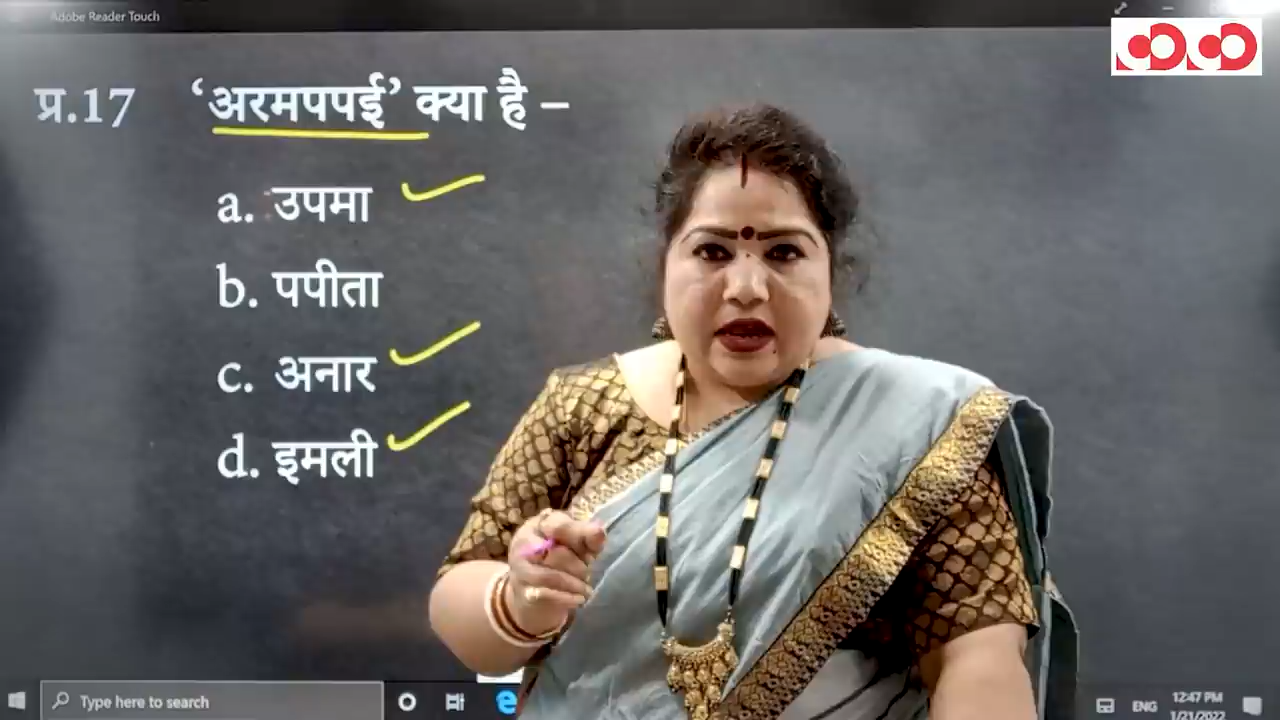 Adobe Reader Touch
प्र.17 ‘अरमपपई’ क्या है –
a. उपमा
b. पपीता
c. अनार
d. इमली
Type here to search
ENG
12:47 PM
1/21/2022